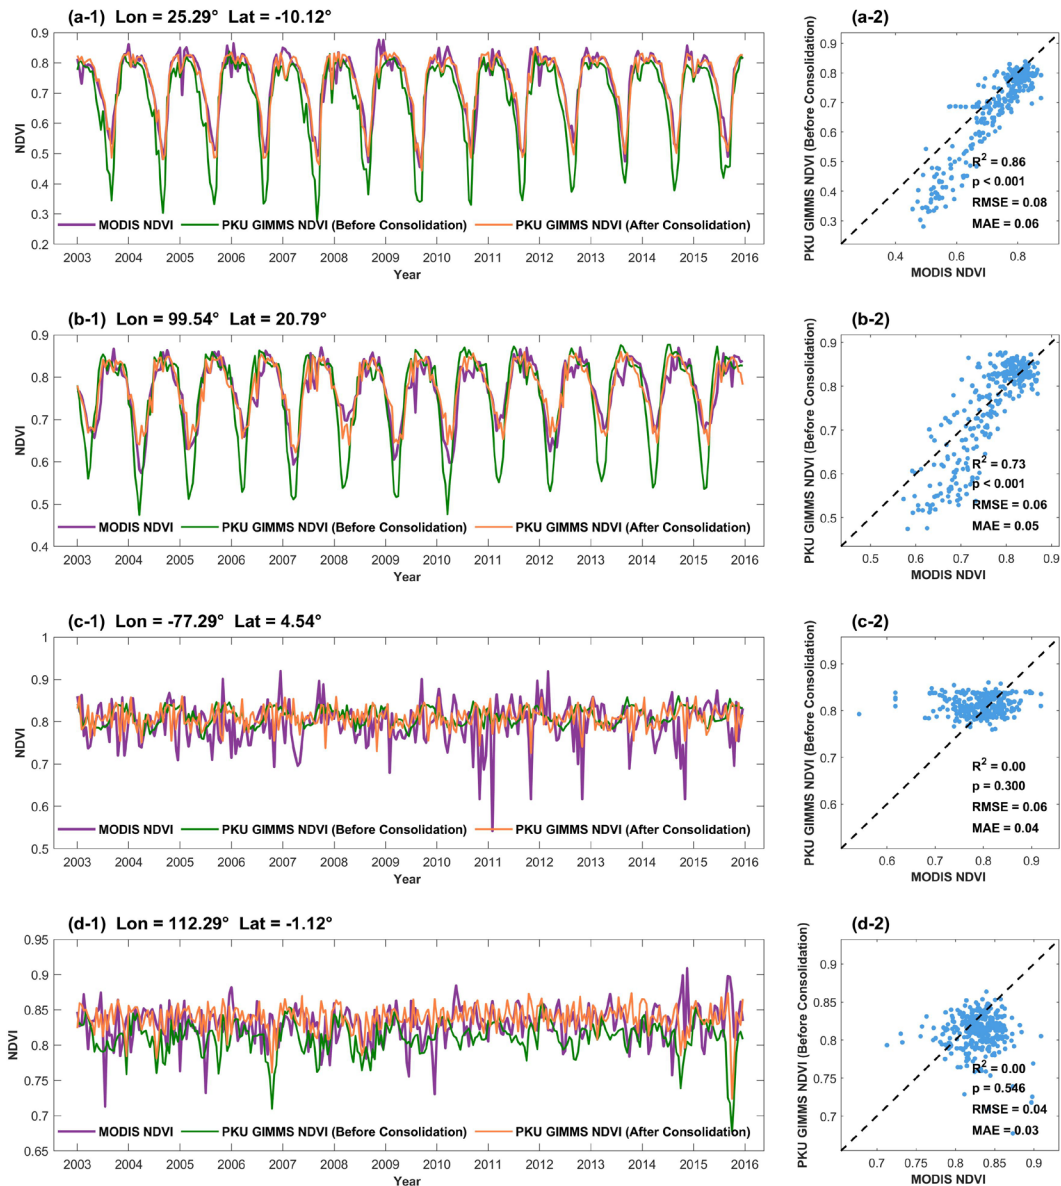 (a-1) Lon = 25.29° Lat = -10.12°
0.9
0.8
0.7
0.6
0.5
0.4
0.3
0.2
NDVI
MODIS NDVI PKU GIMMS NDVI (Before Consolidation) PKU GIMMS NDVI (After Consolidation)
2003 2004 2005 2006 2007 2008 2009 2010 2011 2012 2013 2014 2015 2016
Year
(a-2)
PKU GIMMS NDVI (Before Consolidation)
0.9
0.8
0.7
0.6
0.5
0.4
0.3
R² = 0.86
p < 0.001
RMSE = 0.08
MAE = 0.06
0.4 0.6 0.8
MODIS NDVI
(b-1) Lon = 99.54° Lat = 20.79°
0.9
0.8
0.7
0.6
0.5
0.4
NDVI
MODIS NDVI PKU GIMMS NDVI (Before Consolidation) PKU GIMMS NDVI (After Consolidation)
2003 2004 2005 2006 2007 2008 2009 2010 2011 2012 2013 2014 2015 2016
Year
(b-2)
PKU GIMMS NDVI (Before Consolidation)
0.9
0.8
0.7
0.6
0.5
R² = 0.73
p < 0.001
RMSE = 0.06
MAE = 0.05
0.5 0.6 0.7 0.8 0.9
MODIS NDVI
(c-1) Lon = -77.29° Lat = 4.54°
1
0.9
0.8
0.7
0.6
0.5
NDVI
MODIS NDVI PKU GIMMS NDVI (Before Consolidation) PKU GIMMS NDVI (After Consolidation)
2003 2004 2005 2006 2007 2008 2009 2010 2011 2012 2013 2014 2015 2016
Year
(c-2)
PKU GIMMS NDVI (Before Consolidation)
0.9
0.8
0.7
0.6
R² = 0.00
p = 0.300
RMSE = 0.06
MAE = 0.04
0.6 0.7 0.8 0.9
MODIS NDVI
(d-1) Lon = 112.29° Lat = -1.12°
0.95
0.9
0.85
0.8
0.75
0.7
0.65
NDVI
MODIS NDVI PKU GIMMS NDVI (Before Consolidation) PKU GIMMS NDVI (After Consolidation)
2003 2004 2005 2006 2007 2008 2009 2010 2011 2012 2013 2014 2015 2016
Year
(d-2)
PKU GIMMS NDVI (Before Consolidation)
0.9
0.85
0.8
0.75
0.7
R² = 0.00
p = 0.546
RMSE = 0.04
MAE = 0.03
0.7 0.75 0.8 0.85 0.9
MODIS NDVI